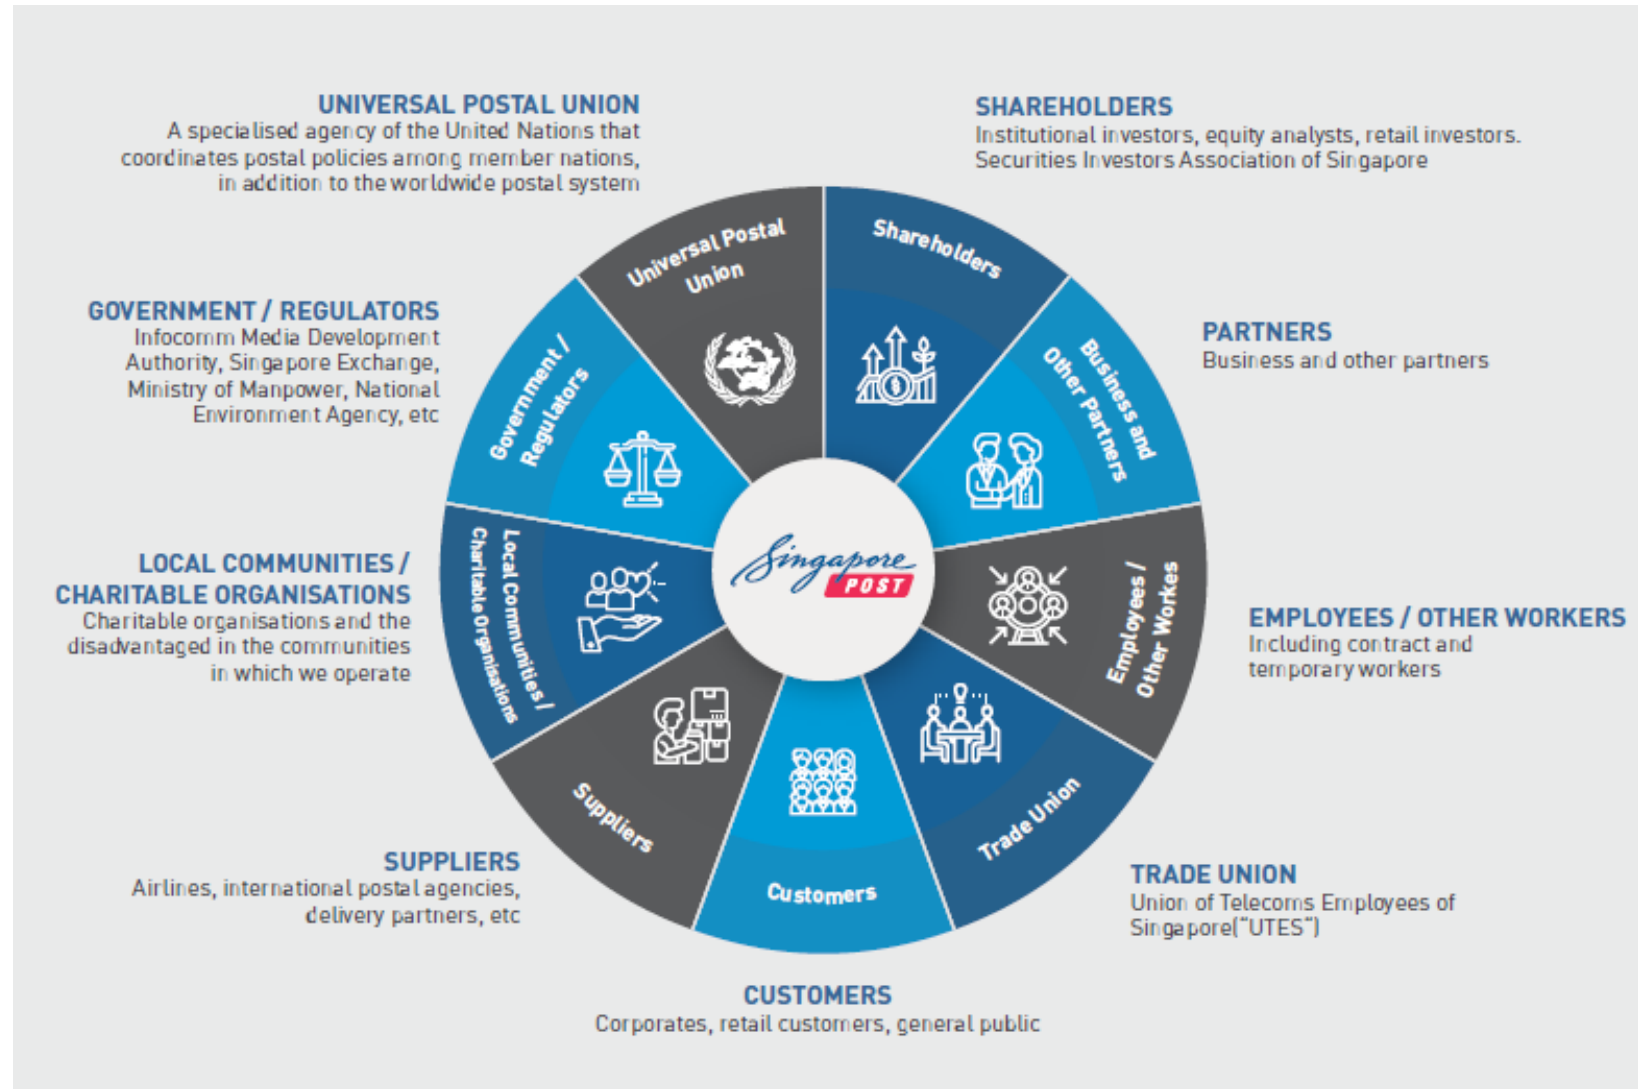 UNIVERSAL POSTAL UNION
A specialised agency of the United Nations that
coordinates postal policies among member nations,
in addition to the worldwide postal system
SHAREHOLDERS
Institutional investors, equity analysts, retail investors.
Securities Investors Association of Singapore
GOVERNMENT / REGULATORS
Infocomm Media Development
Authority, Singapore Exchange,
Ministry of Manpower, National
Environment Agency, etc
PARTNERS
Business and other partners
LOCAL COMMUNITIES /
CHARITABLE ORGANISATIONS
Charitable organisations and the
disadvantaged in the communities
in which we operate
EMPLOYEES / OTHER WORKERS
Including contract and
temporary workers
SUPPLIERS
Airlines, international postal agencies,
delivery partners, etc
TRADE UNION
Union of Telecoms Employees of
Singapore("UTES")
CUSTOMERS
Corporates, retail customers, general public
Universal Postal
Union
Shareholders
Business and
Other Partners
Employees /
Other Workes
Trade Union
Customers
Suppliers
Local Communities /
Charitable Organisations
Government /
Regulators
Singapore
POST